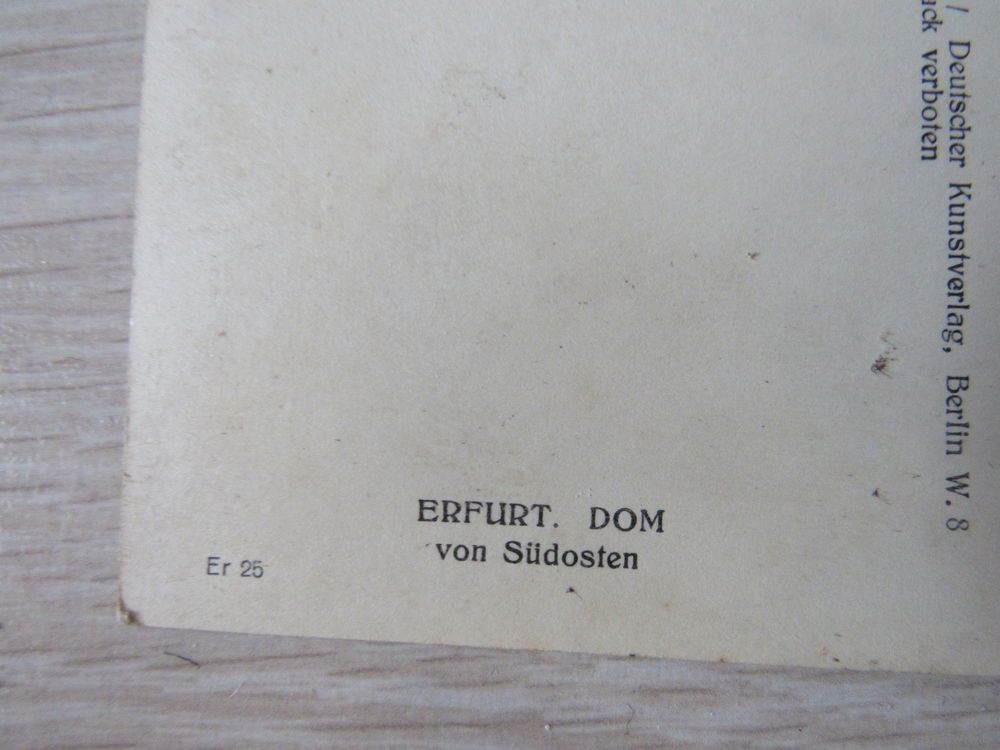 / Deutscher Kunstverlag, Berlin W. 8
verboten
ERFURT. DOM
von Südosten
Er 25